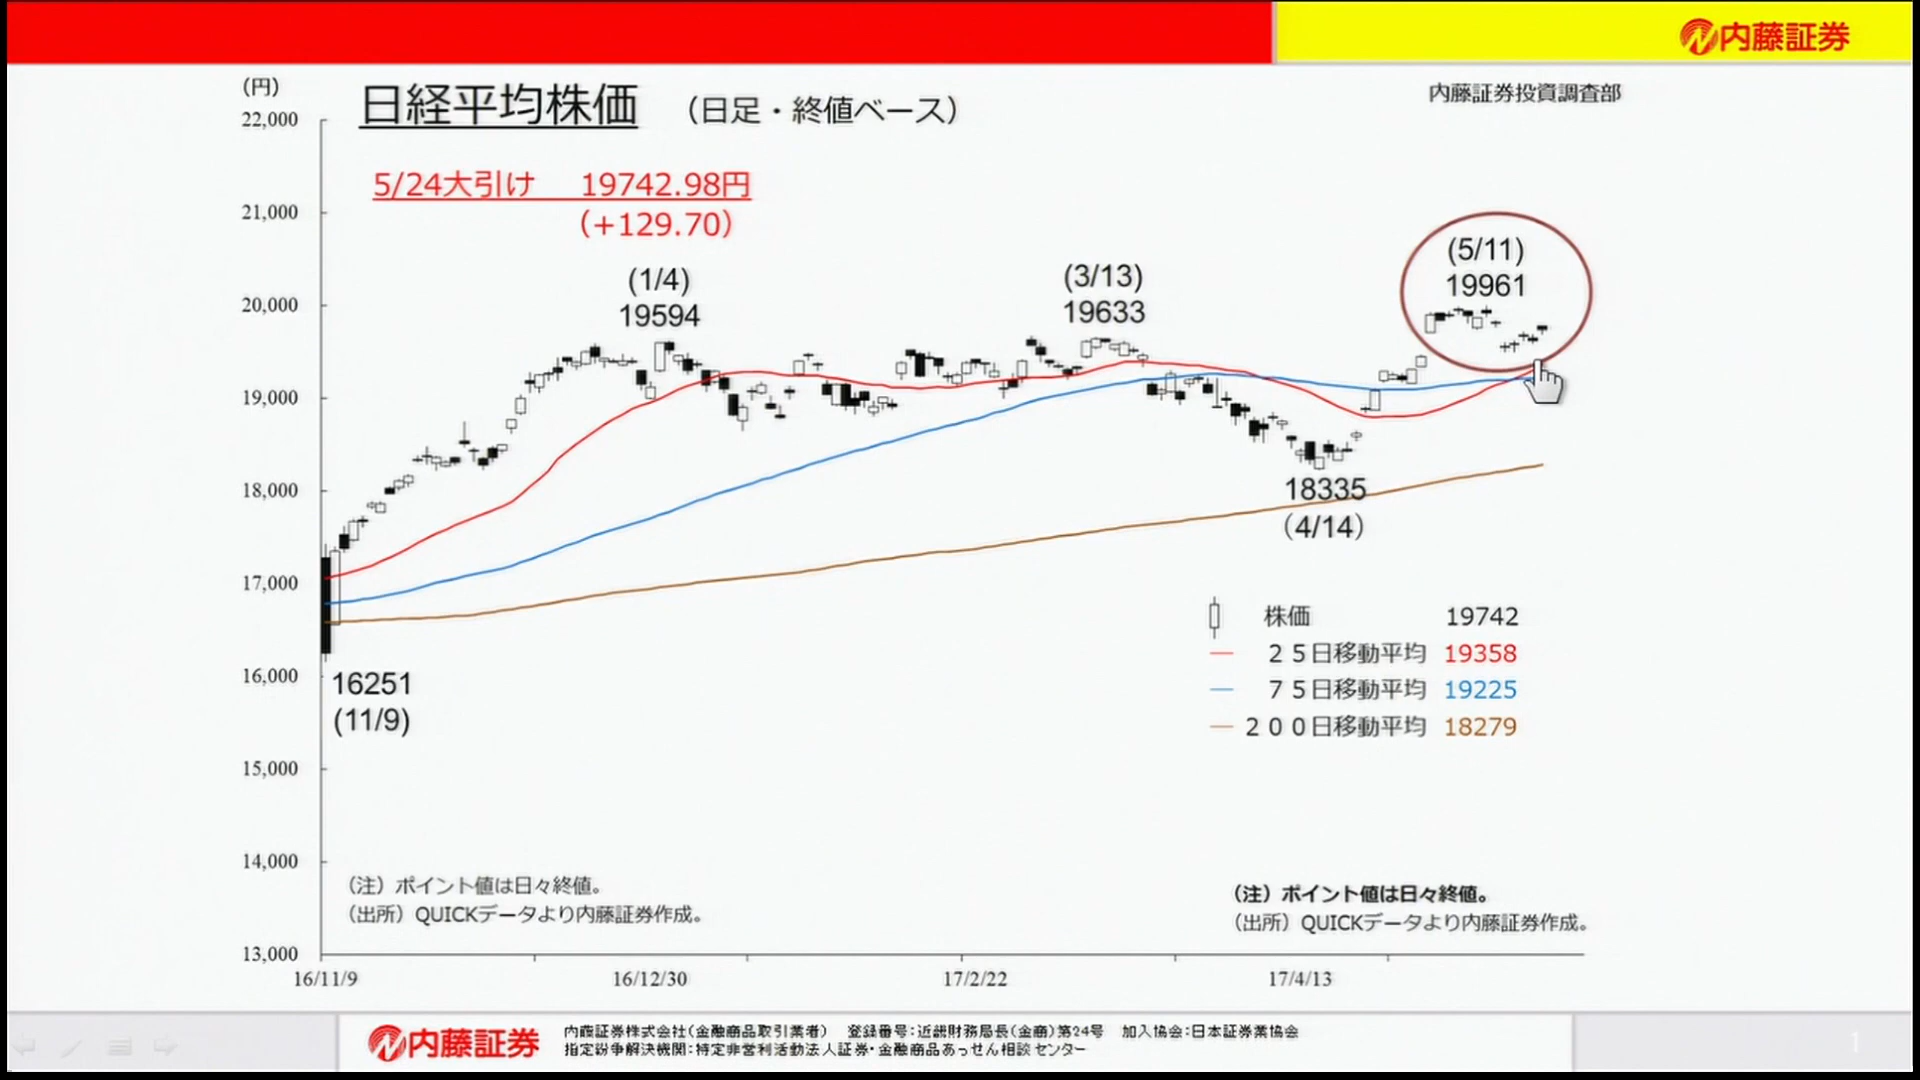 内藤証券
(円)
日経平均株価 (日足・終値ベース)
内藤証券投資調査部
22,000
5/24大引け 19742.98円
(+129.70)
21,000
(5/11)
19961
(1/4)
19594
(3/13)
19633
20,000
19,000
18,000
18335
(4/14)
17,000
16,000
16251
(11/9)
株価 19742
25日移動平均 19358
75日移動平均 19225
200日移動平均 18279
15,000
14,000
(注)ポイント値は日々終値。
(出所)QUICKデータより内藤証券作成。
(注)ポイント値は日々終値。
(出所)QUICKデータより内藤証券作成。
13,000
16/11/9 16/12/30 17/2/22 17/4/13
内藤証券
内藤証券株式会社(金融商品取引業者) 登録番号:近畿財務局長(金商)第24号 加入協会:日本証券業協会
指定紛争解決機関:特定非営利活動法人証券・金融商品あっせん相談センター
1